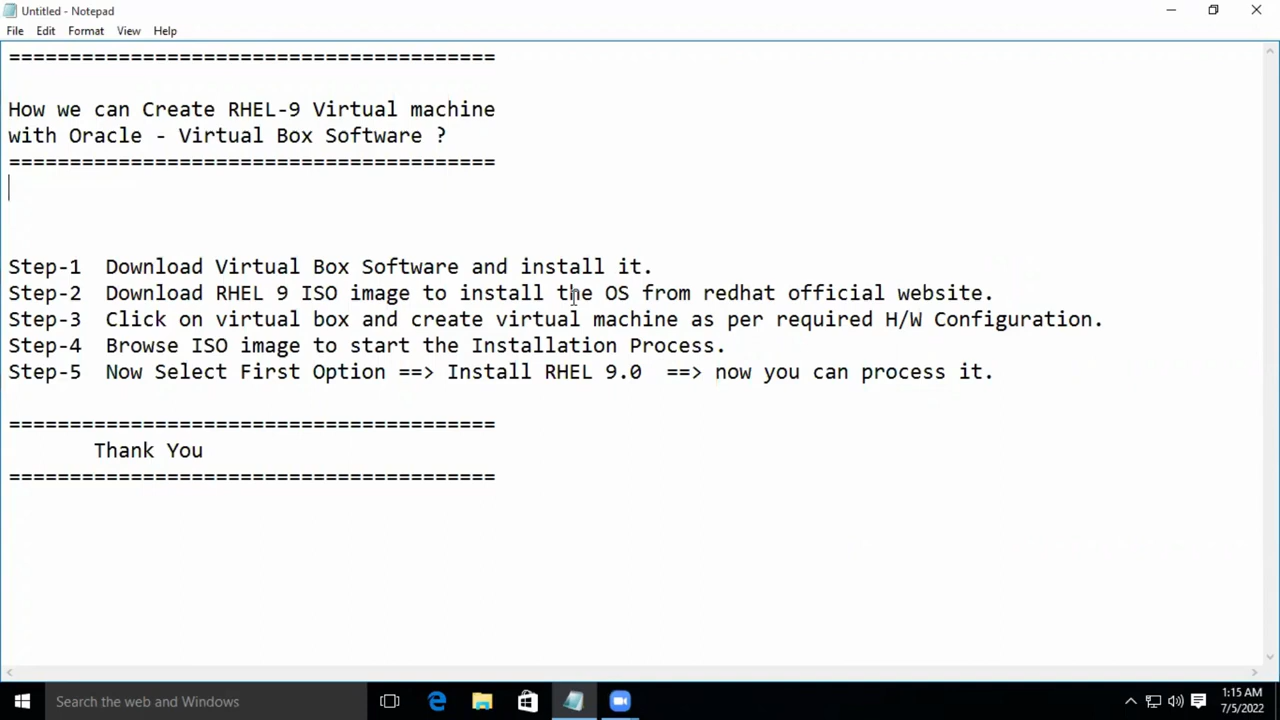 Untitled - Notepad
File Edit Format View Help
========================================
How we can Create RHEL-9 Virtual machine
with Oracle - Virtual Box Software ?
========================================
Step-1  Download Virtual Box Software and install it.
Step-2  Download RHEL 9 ISO image to install the OS from redhat official website.
Step-3  Click on virtual box and create virtual machine as per required H/W Configuration.
Step-4  Browse ISO image to start the Installation Process.
Step-5  Now Select First Option ==> Install RHEL 9.0  ==> now you can process it.
========================================
Thank You
========================================
Search the web and Windows
1:15 AM
7/5/2022